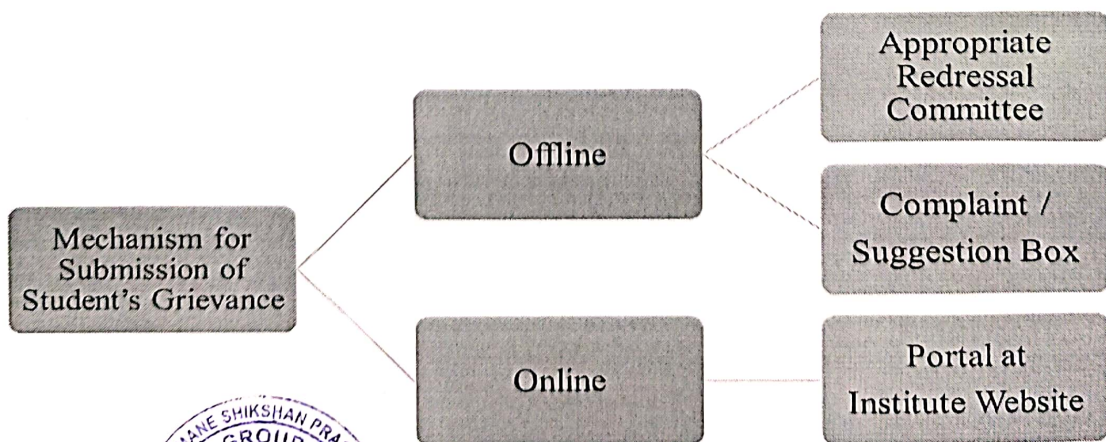 Appropriate
Redressal
Committee
Offline
Complaint /
Suggestion Box
Mechanism for
Submission of
Student's Grievance
Online
Portal at
Institute Website
SHIKSHAN
GROUP